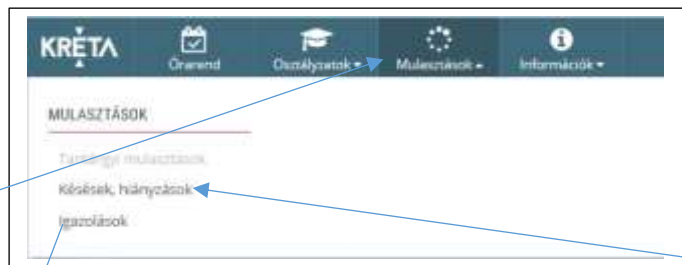 KRÉTA
Órarend
Osztályzatok
Mulasztások
Információk
MULASZTÁSOK
Tantárgyi mulasztások
Késések, hiányzások
Igazolások